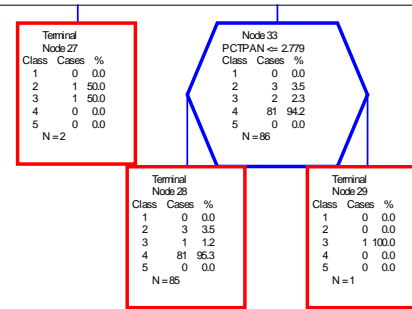 Terminal
Node 27
Class Cases %
1 0 0.0
2 1 50.0
3 1 50.0
4 0 0.0
5 0 0.0
N = 2
Node 33
PCTPAN <= 2.779
Class Cases %
1 0 0.0
2 3 3.5
3 2 2.3
4 81 94.2
5 0 0.0
N = 86
Terminal
Node 28
Class Cases %
1 0 0.0
2 3 3.5
3 1 1.2
4 81 95.3
5 0 0.0
N = 85
Terminal
Node 29
Class Cases %
1 0 0.0
2 0 0.0
3 1 100.0
4 0 0.0
5 0 0.0
N = 1